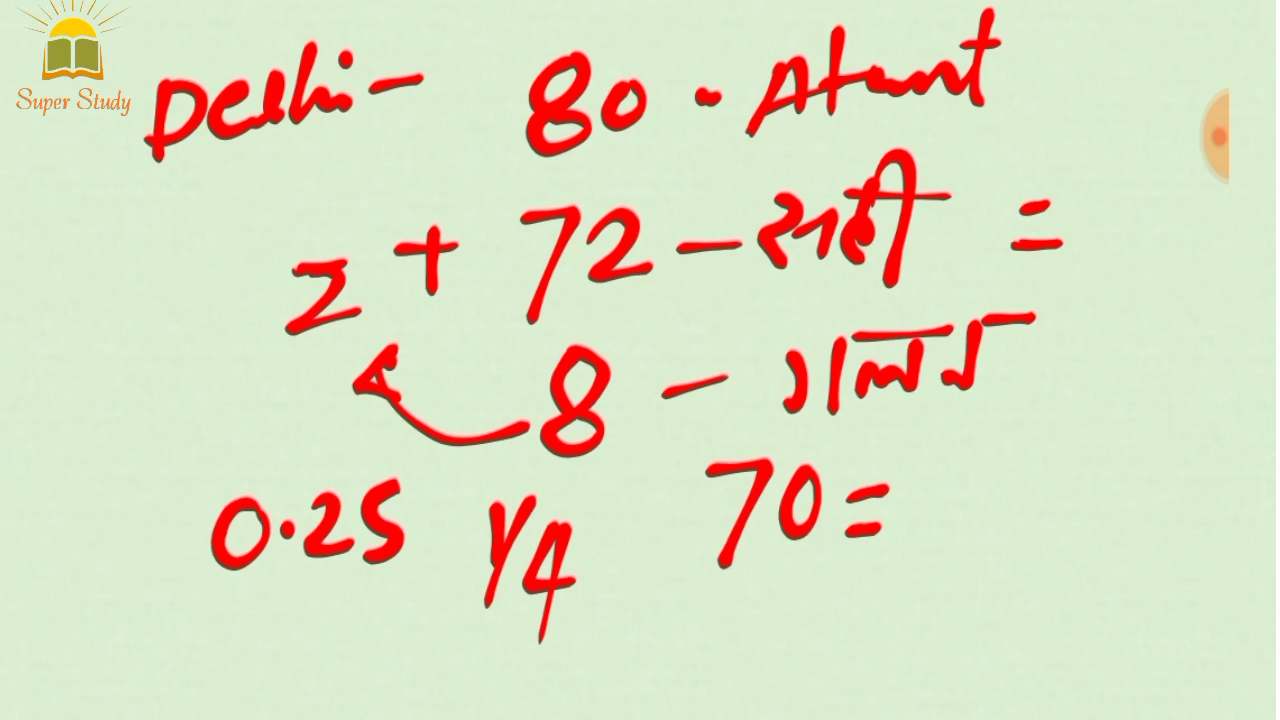 Super Study
Delhi - 80 . Atemt
2 + 72 - सही =
8 - गलत
0.25 1/4 70 =